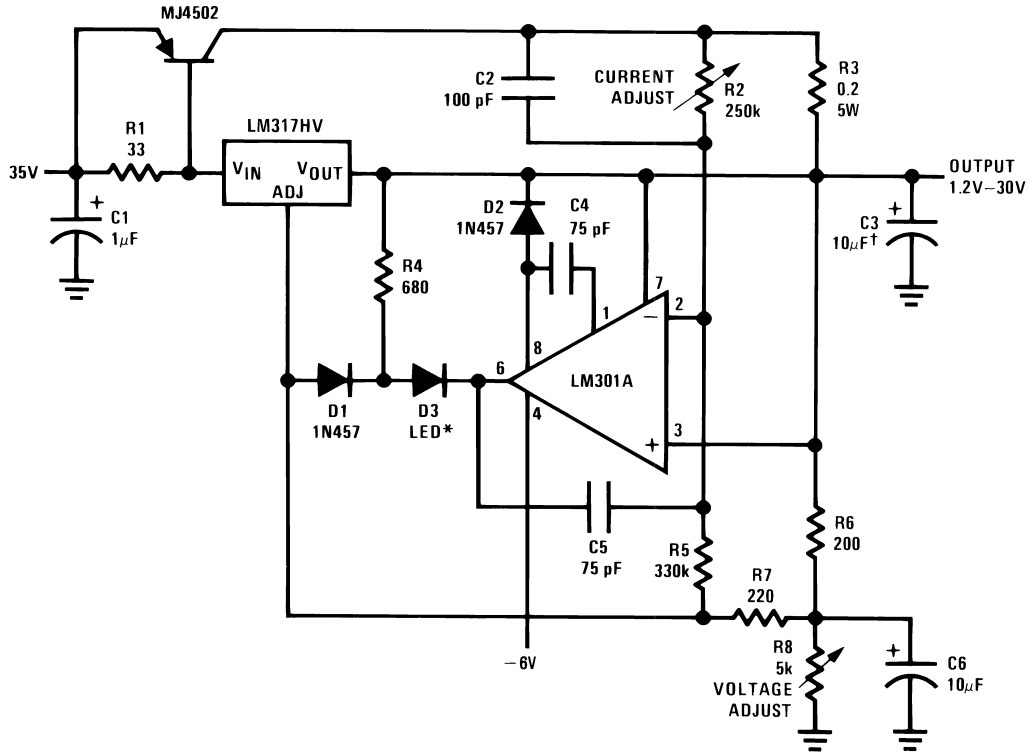 MJ4502
C2
100 pF
CURRENT
ADJUST
R2
250k
R3
0.2
5W
R1
33
LM317HV
35V
VIN
VOUT
ADJ
OUTPUT
1.2V–30V
+
C1
1µF
D2
1N457
C4
75 pF
+
C3
10µF†
R4
680
7
2
1
–
8
6
LM301A
4
D1
1N457
D3
LED*
+
3
C5
75 pF
R5
330k
R6
200
R7
220
–6V
R8
5k
VOLTAGE
ADJUST
+
C6
10µF